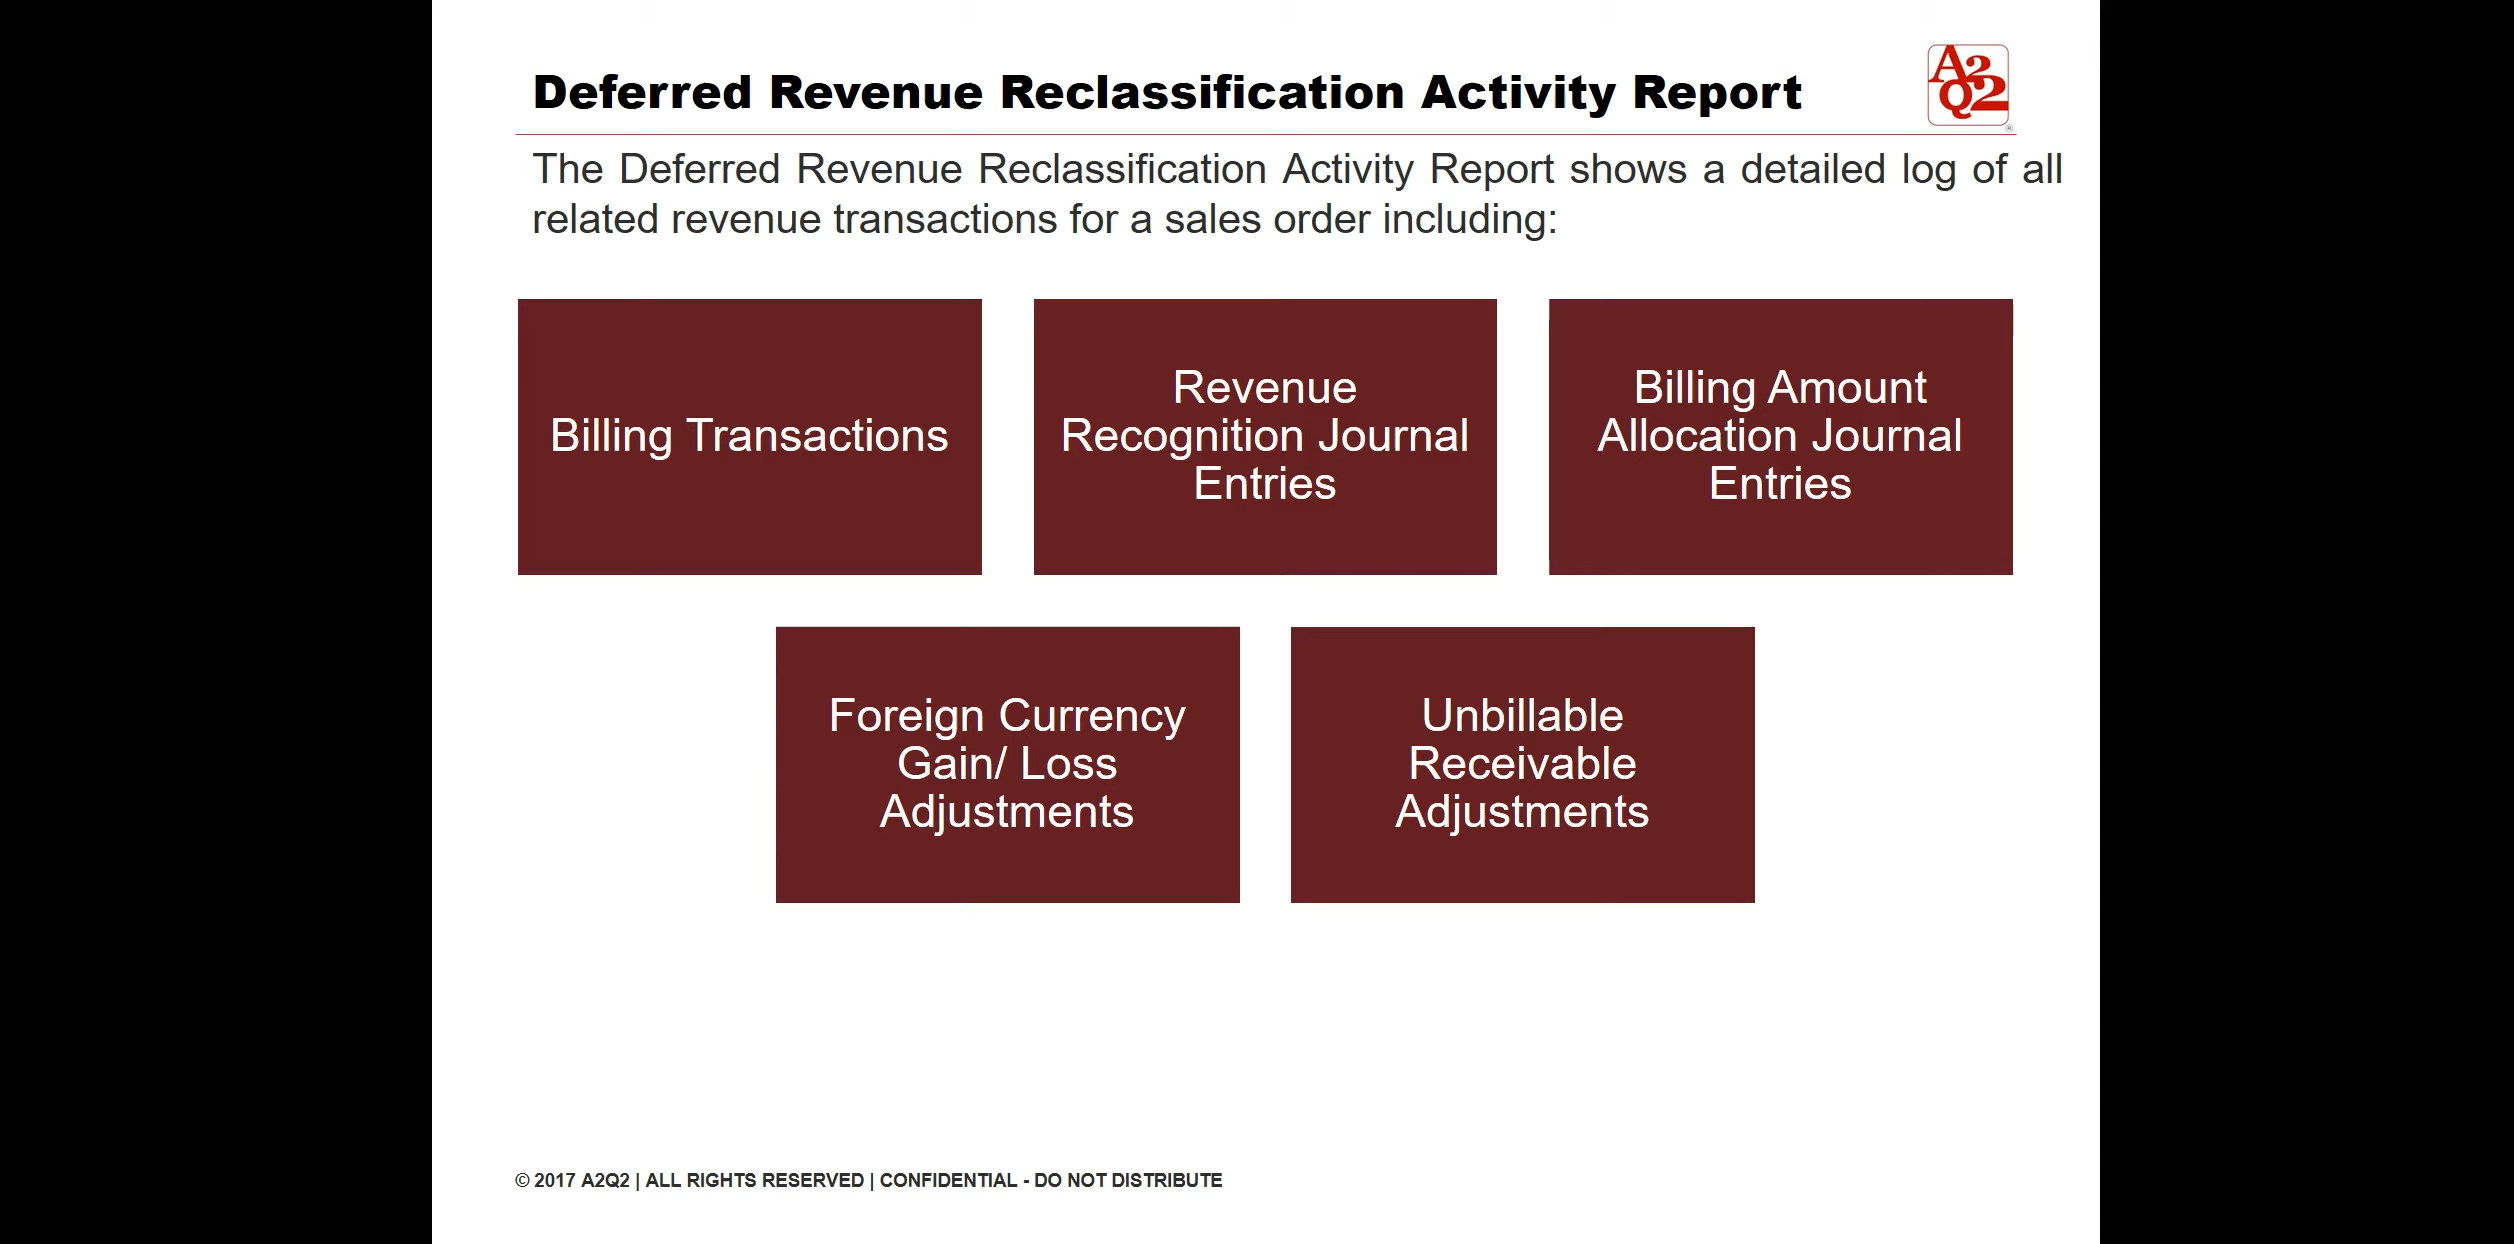 Deferred Revenue Reclassification Activity Report
A2
Q2
®
The Deferred Revenue Reclassification Activity Report shows a detailed log of all
related revenue transactions for a sales order including:
Billing Transactions
Revenue
Recognition Journal
Entries
Billing Amount
Allocation Journal
Entries
Foreign Currency
Gain/ Loss
Adjustments
Unbillable
Receivable
Adjustments
© 2017 A2Q2 | ALL RIGHTS RESERVED | CONFIDENTIAL - DO NOT DISTRIBUTE